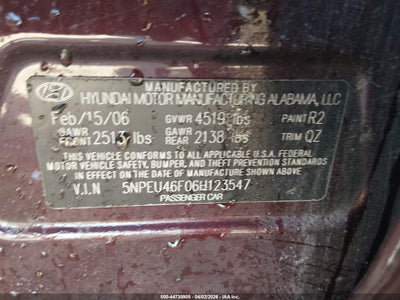 MANUFACTURED BY
HYUNDAI MOTOR MANUFACTURING ALABAMA, LLC
Feb/15/06 GVWR 4519 lbs PAINT R2
GAWR FRONT 2513 lbs GAWR REAR 2138 lbs TRIM QZ
THIS VEHICLE CONFORMS TO ALL APPLICABLE U.S.A. FEDERAL
MOTOR VEHICLE SAFETY, BUMPER, AND THEFT PREVENTION STANDARDS
IN EFFECT ON THE DATE OF MANUFACTURE SHOWN ABOVE.
V.I.N 5NPEU46F06H123547
PASSENGER CAR
000-44730905 - 04/02/2026 - IAA Inc.